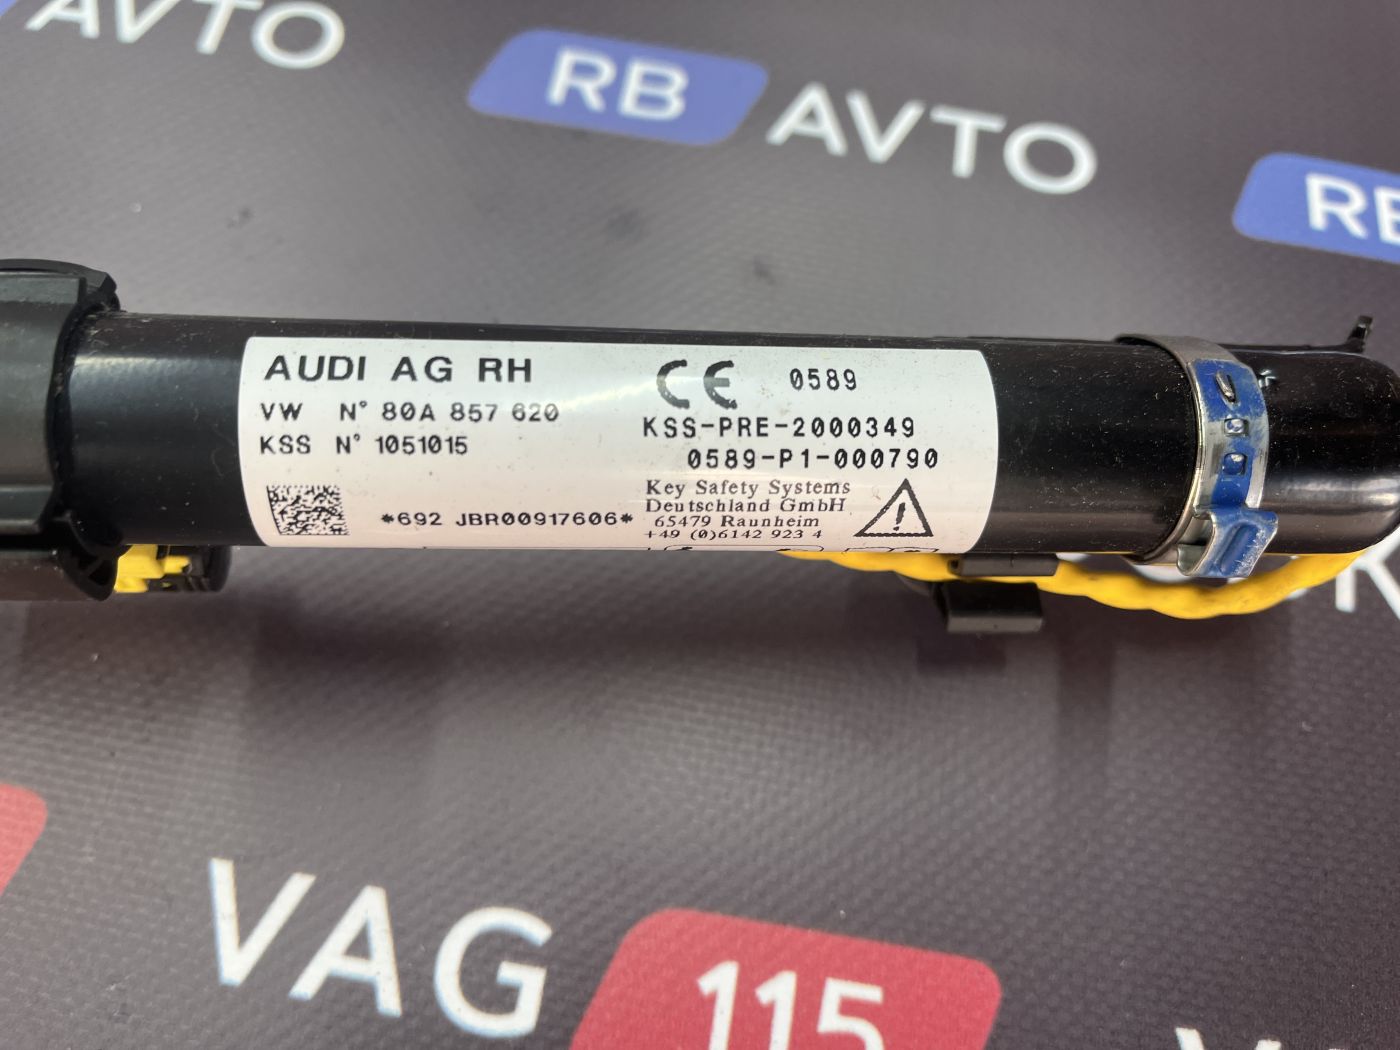 AVTO
RB AVTO
RB
AUDI AG RH
VW N° 80A 857 620
KSS N° 1051015
*692 JBR00917606*
CE 0589
KSS-PRE-2000349
0589-P1-000790
Key Safety Systems
Deutschland GmbH
65479 Raunheim
+49 (0)6142 923 4
VAG 115